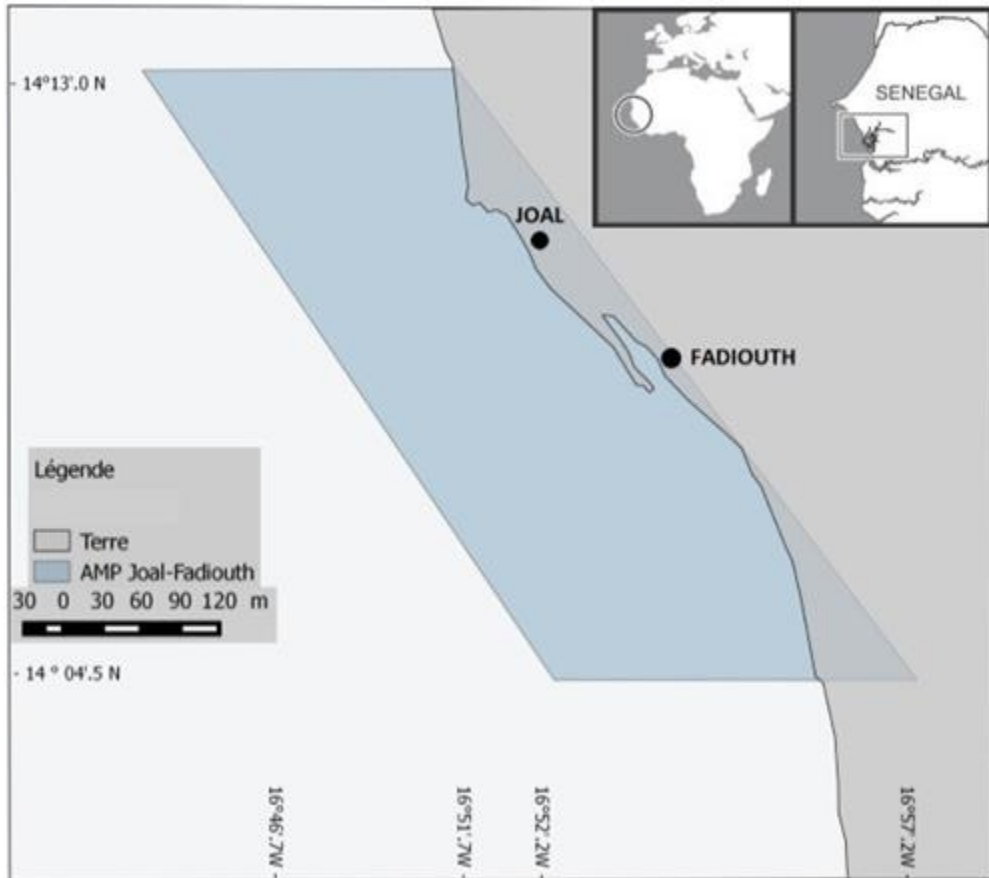 - 14°13'.0 N
SENEGAL
JOAL
FADIOUTH
Légende
Terre
AMP Joal-Fadiouth
30 0 30 60 90 120 m
- 14 ° 04'.5 N
16°46'.7W -
16°51'.7W -
16°52'.2W -
16°57'.2W -